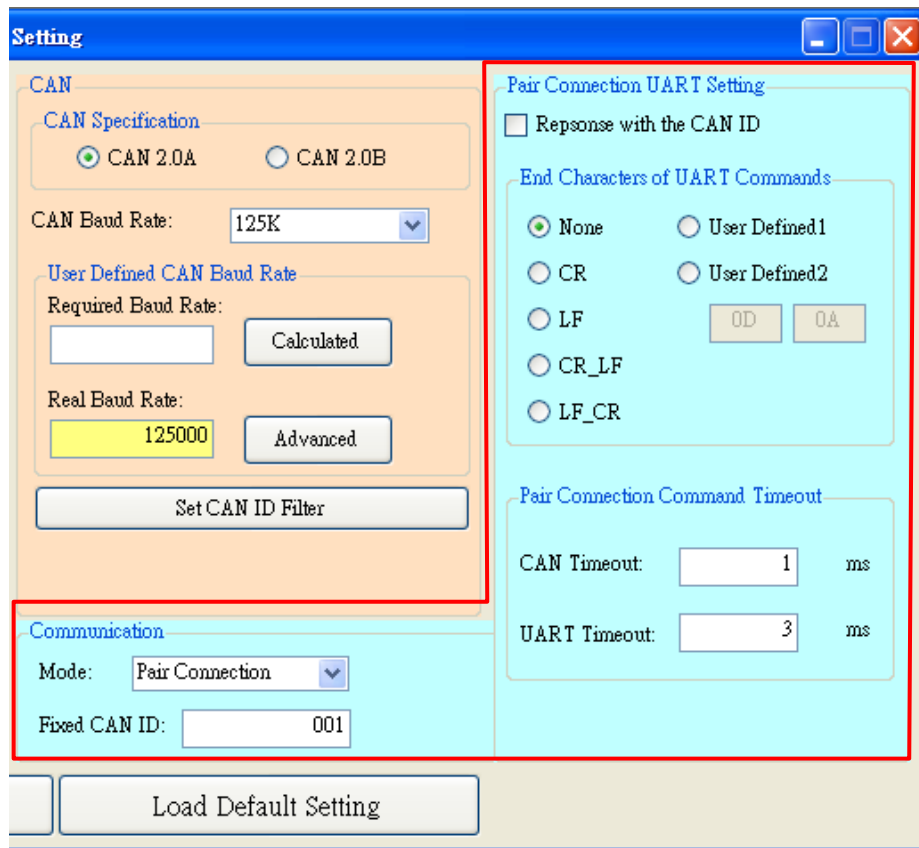 Setting
CAN
CAN Specification
CAN 2.0A
CAN 2.0B
CAN Baud Rate:
125K
User Defined CAN Baud Rate
Required Baud Rate:
Calculated
Real Baud Rate:
125000
Advanced
Set CAN ID Filter
Communication
Mode:
Pair Connection
Fixed CAN ID:
001
Pair Connection UART Setting
Repsonse with the CAN ID
End Characters of UART Commands
None
User Defined1
CR
User Defined2
LF
0D
0A
CR_LF
LF_CR
Pair Connection Command Timeout
CAN Timeout:
1
ms
UART Timeout:
3
ms
Load Default Setting